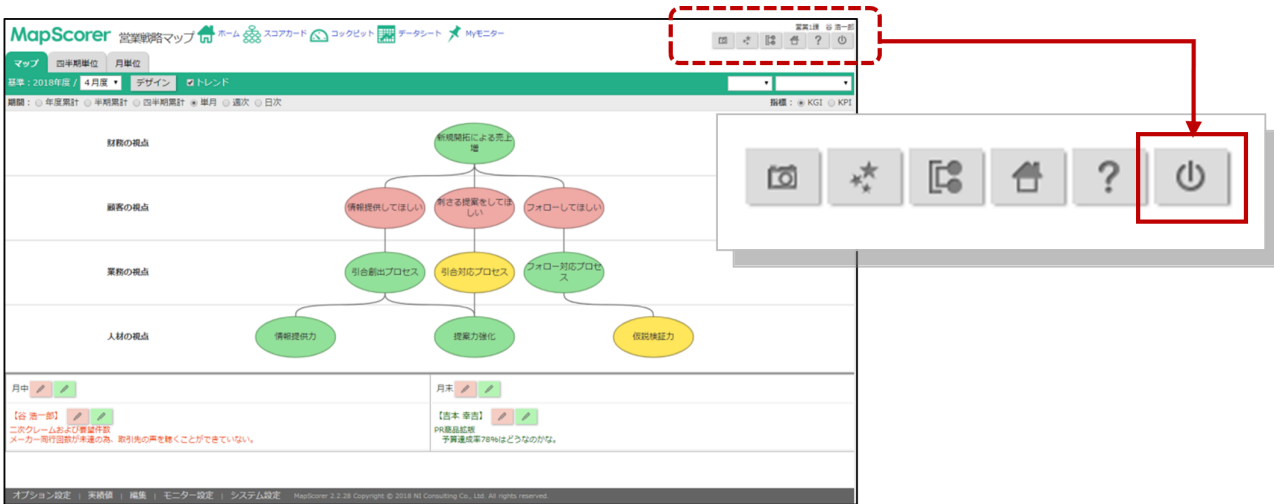 MapScorer 営業戦略マップ ホーム スコアカード コックピット データシート Myモニター
営業1課 谷 浩一郎
マップ 四半期単位 月単位
基準：2018年度 / 4月度 デザイン トレンド
期間： 年度累計 半期累計 四半期累計 単月 週次 日次 指標： KGI KPI
財務の視点
新規開拓による売上
増
顧客の視点
情報提供してほしい
刺さる提案をしてほ
しい
フォローしてほしい
業務の視点
引合創出プロセス
引合対応プロセス
フォロー対応プロセ
ス
人材の視点
情報提供力
提案力強化
仮説検証力
月中
月末
【谷 浩一郎】
二次クレームおよび要望件数
メーカー同行回数が未達の為、取引先の声を聴くことができていない。
【吉本 幸吉】
PR商品拡販
予算達成率78%はどうなのかな。
オプション設定 | 実績値 | 編集 | モニター設定 | システム設定 MapScorer 2.2.28 Copyright © 2018 NI Consulting Co., Ltd. All rights reserved.